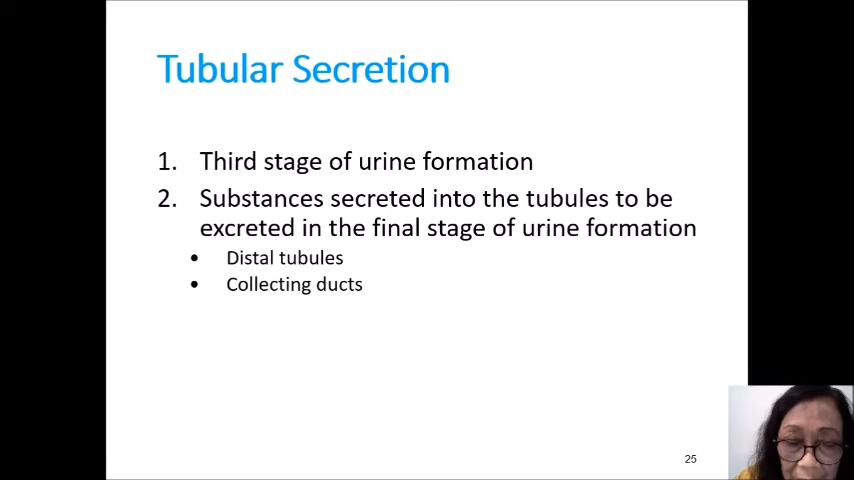 Tubular Secretion
1. Third stage of urine formation
2. Substances secreted into the tubules to be
excreted in the final stage of urine formation
• Distal tubules
• Collecting ducts
25